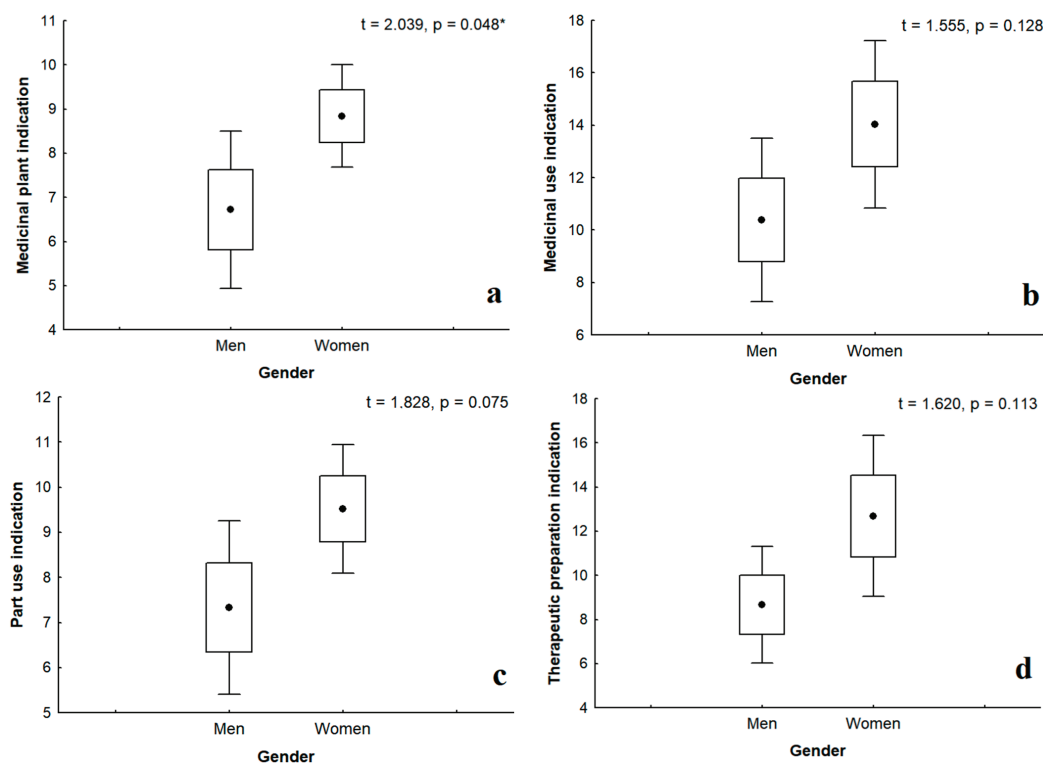 t = 2.039, p = 0.048*
11
10
9
8
7
6
5
4
Medicinal plant indication
a
Men Women
Gender
t = 1.555, p = 0.128
18
16
14
12
10
8
6
Medicinal use indication
b
Men Women
Gender
t = 1.828, p = 0.075
12
11
10
9
8
7
6
5
Part use indication
c
Men Women
Gender
t = 1.620, p = 0.113
18
16
14
12
10
8
6
4
Therapeutic preparation indication
d
Men Women
Gender